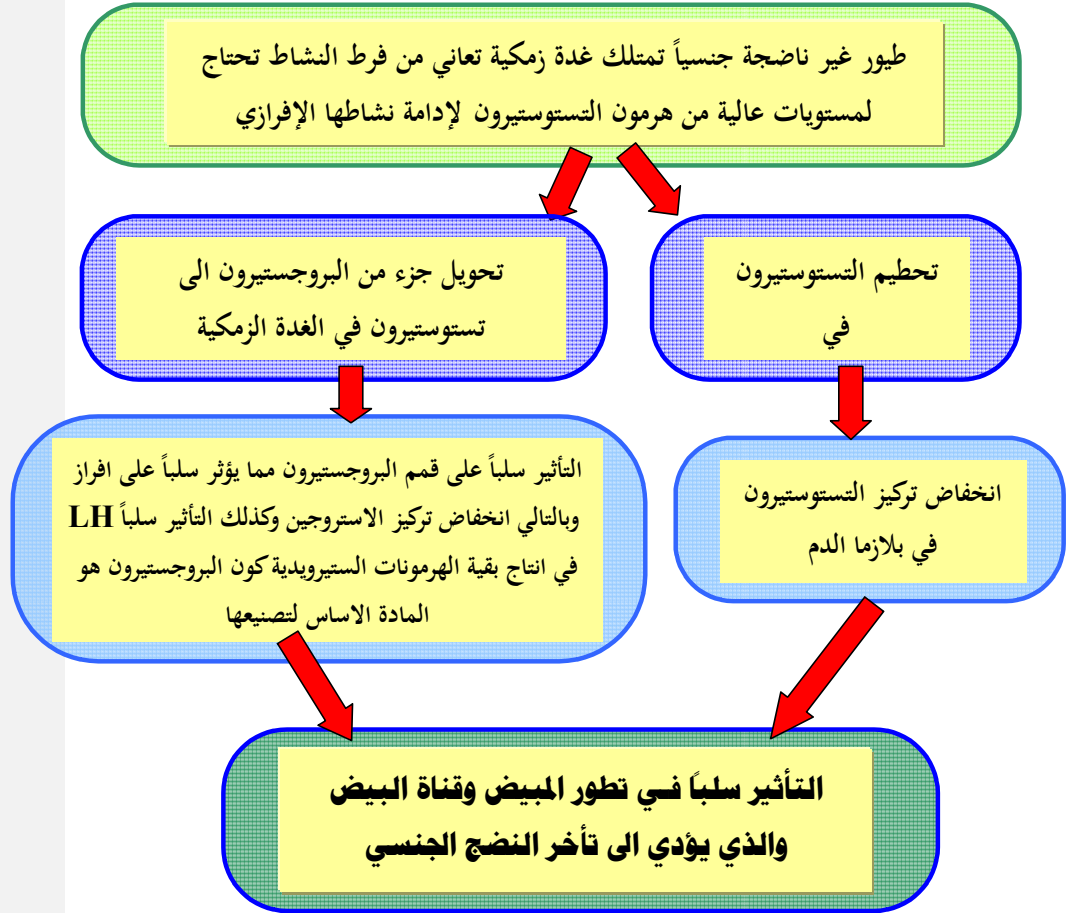 طيور غير ناضجة جنسياً تمتلك غدة زمكية تعاني من فرط النشاط تحتاج
لمستويات عالية من هرمون التستوستيرون لإدامة نشاطها الإفرازي
تحطيم التستوستيرون
في
تحويل جزء من البروجستيرون الى
تستوستيرون في الغدة الزمكية
انخفاض تركيز التستوستيرون
في بلازما الدم
التأثير سلباً على قمم البروجستيرون مما يؤثر سلباً على افراز
LH وبالتالي انخفاض تركيز الاستروجين وكذلك التأثير سلباً
في انتاج بقية الهرمونات الستيرويدية كون البروجستيرون هو
المادة الاساس لتصنيعها
التأثير سلباً في تطور المبيض وقناة البيض
والذي يؤدي الى تأخر النضج الجنسي